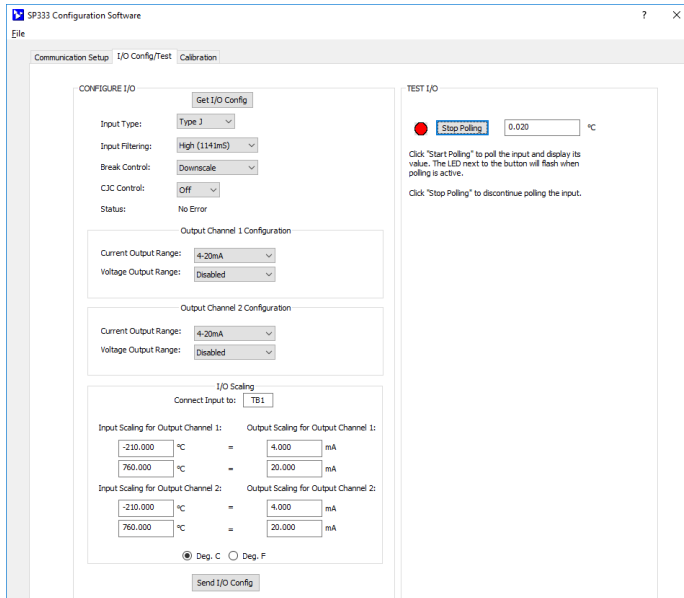 SP333 Configuration Software
? ×
File
Communication Setup I/O Config/Test Calibration
CONFIGURE I/O
Get I/O Config
Input Type: Type J
Input Filtering: High (1141mS)
Break Control: Downscale
CJC Control: Off
Status: No Error
Output Channel 1 Configuration
Current Output Range: 4-20mA
Voltage Output Range: Disabled
Output Channel 2 Configuration
Current Output Range: 4-20mA
Voltage Output Range: Disabled
I/O Scaling
Connect Input to: TB1
Input Scaling for Output Channel 1: Output Scaling for Output Channel 1:
-210.000 ºC = 4.000 mA
760.000 ºC = 20.000 mA
Input Scaling for Output Channel 2: Output Scaling for Output Channel 2:
-210.000 ºC = 4.000 mA
760.000 ºC = 20.000 mA
Deg. C Deg. F
Send I/O Config
TEST I/O
Stop Polling 0.020 ºC
Click "Start Polling" to poll the input and display its
value. The LED next to the button will flash when
polling is active.
Click "Stop Polling" to discontinue polling the input.